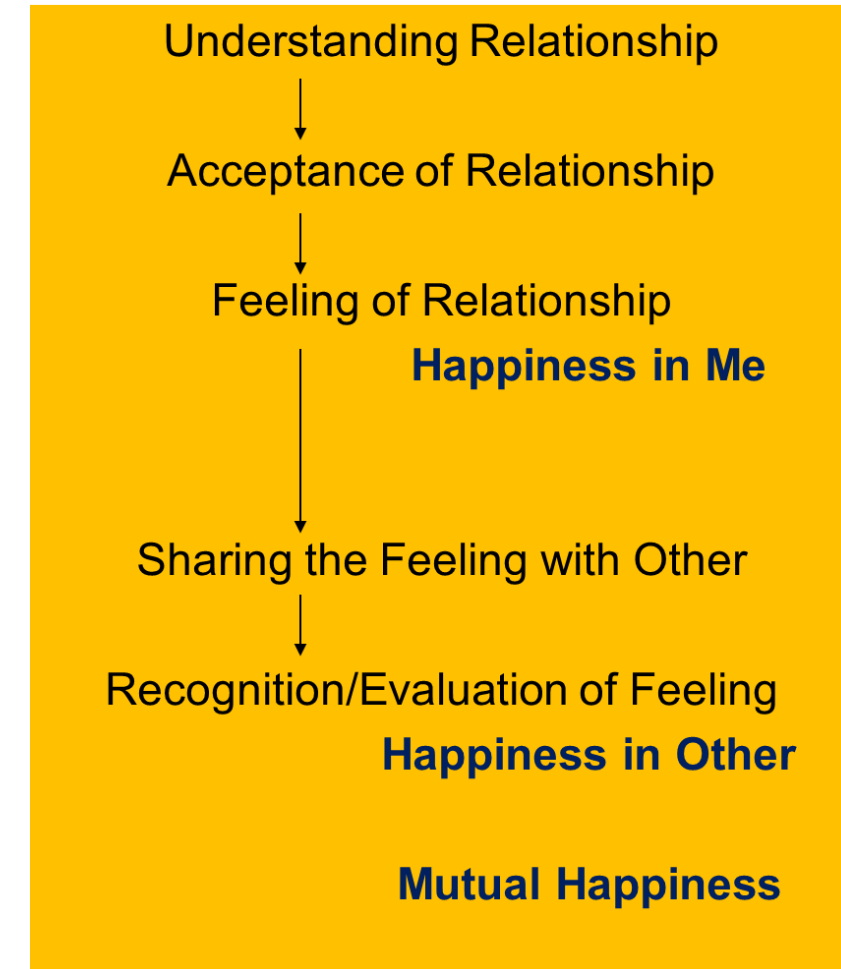 Understanding Relationship
Acceptance of Relationship
Feeling of Relationship
Happiness in Me
Sharing the Feeling with Other
Recognition/Evaluation of Feeling
Happiness in Other
Mutual Happiness